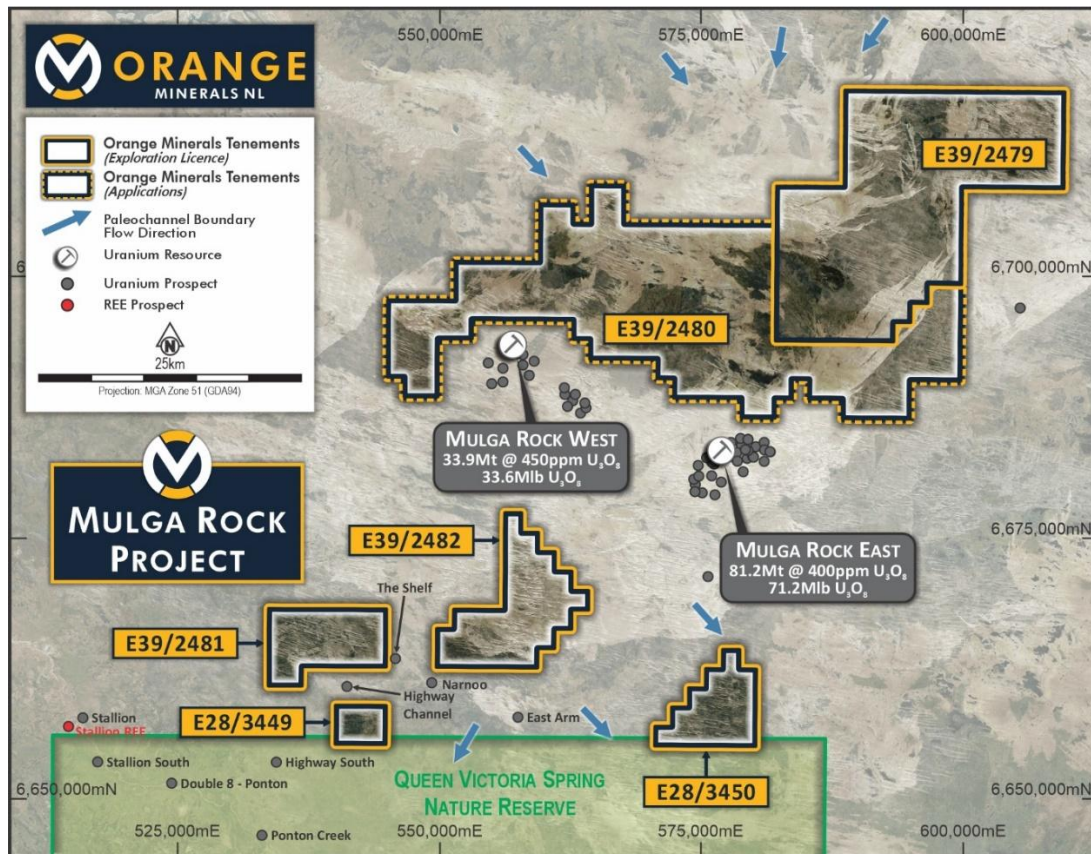 ORANGE
MINERALS NL
Orange Minerals Tenements
(Exploration Licence)
Orange Minerals Tenements
(Applications)
Paleochannel Boundary
Flow Direction
Uranium Resource
Uranium Prospect
REE Prospect
N
25km
Projection: MGA Zone 51 (GDA94)
MULGA ROCK
PROJECT
550,000mE
575,000mE
600,000mE
E39/2479
6,700,000mN
E39/2480
MULGA ROCK WEST
33.9Mt @ 450ppm U₃O₈
33.6Mlb U₃O₈
6,675,000mN
E39/2482
MULGA ROCK EAST
81.2Mt @ 400ppm U₃O₈
71.2Mlb U₃O₈
The Shelf
E39/2481
Narnoo
Highway
Channel
East Arm
E28/3449
Stallion
Stallion REE
Stallion South
Highway South
Double 8 - Ponton
QUEEN VICTORIA SPRING
NATURE RESERVE
E28/3450
6,650,000mN
6,650,000mN
Ponton Creek
525,000mE
550,000mE
575,000mE
600,000mE